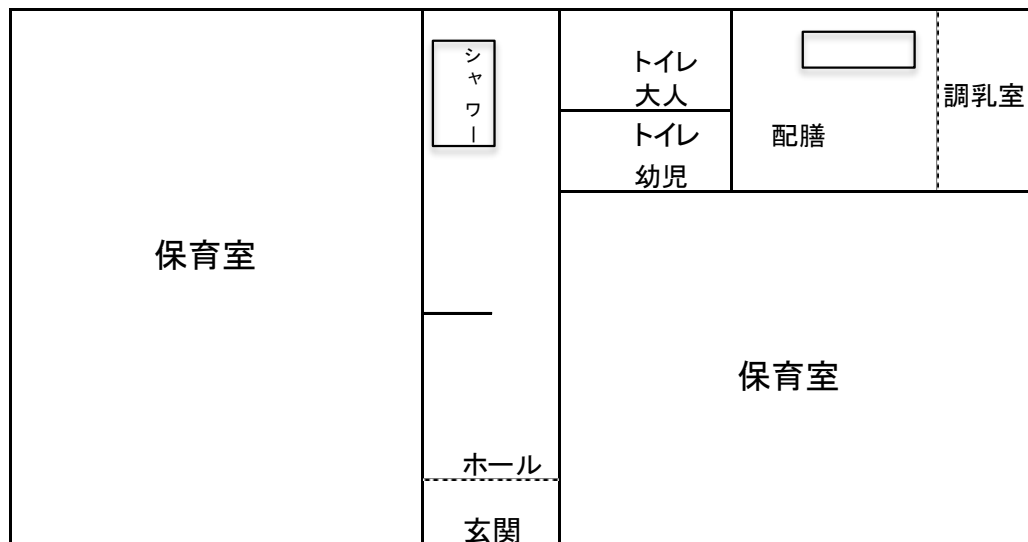 シャワー
トイレ
大人
トイレ
幼児
配膳
調乳室
保育室
保育室
ホール
玄関